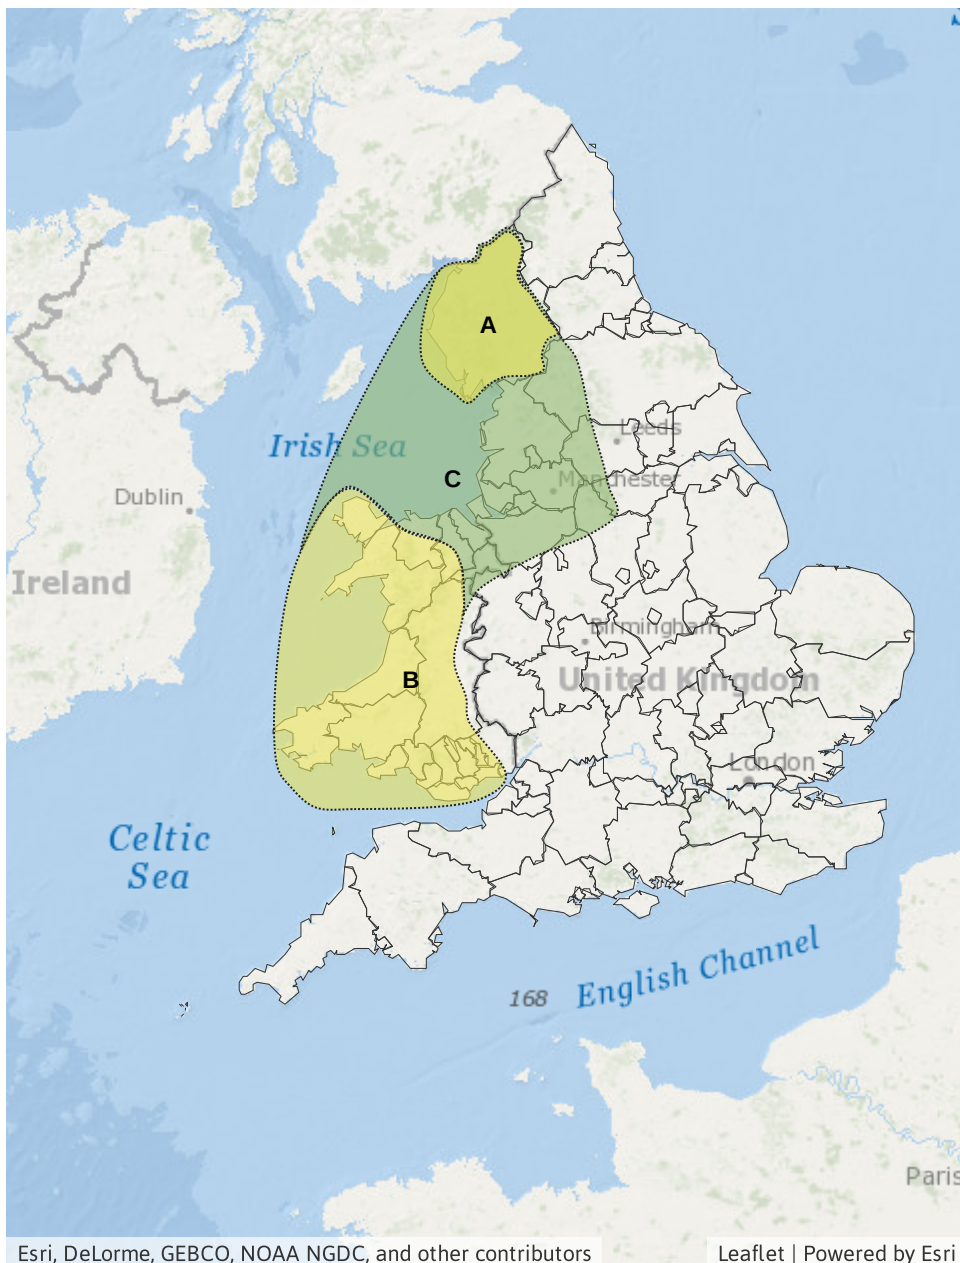 A
Leeds
Irish Sea
C
Manchester
Dublin
Ireland
Birmingham
B
United Kingdom
London
Celtic
Sea
English Channel
168
Paris
Esri, DeLorme, GEBCO, NOAA NGDC, and other contributors
Leaflet | Powered by Esri